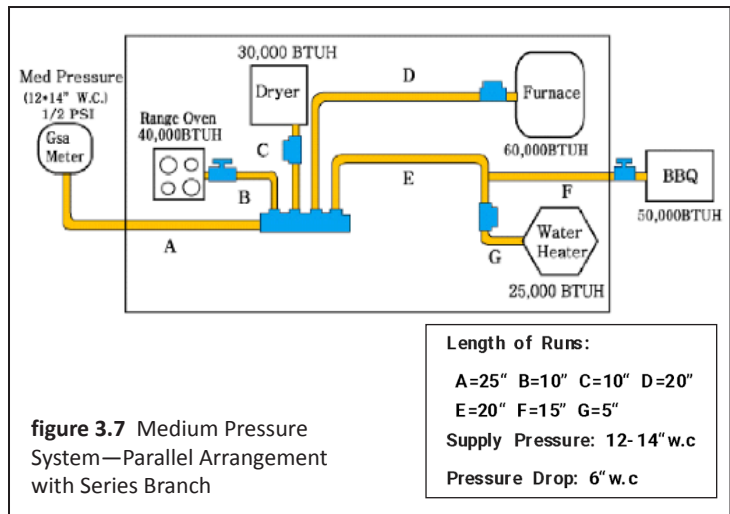 Med Pressure
(12•14" W.C.)
1/2 PSI
Gsa
Meter
A
Range Oven
40,000BTUH
B
30,000 BTUH
Dryer
C
D
Furnace
60,000BTUH
E
F
BBQ
50,000BTUH
G
Water
Heater
25,000 BTUH
Length of Runs:
A=25“ B=10” C=10“ D=20”
E=20“ F=15” G=5“
Supply Pressure: 12-14“w.c
Pressure Drop: 6“w.c
figure 3.7 Medium Pressure
System—Parallel Arrangement
with Series Branch